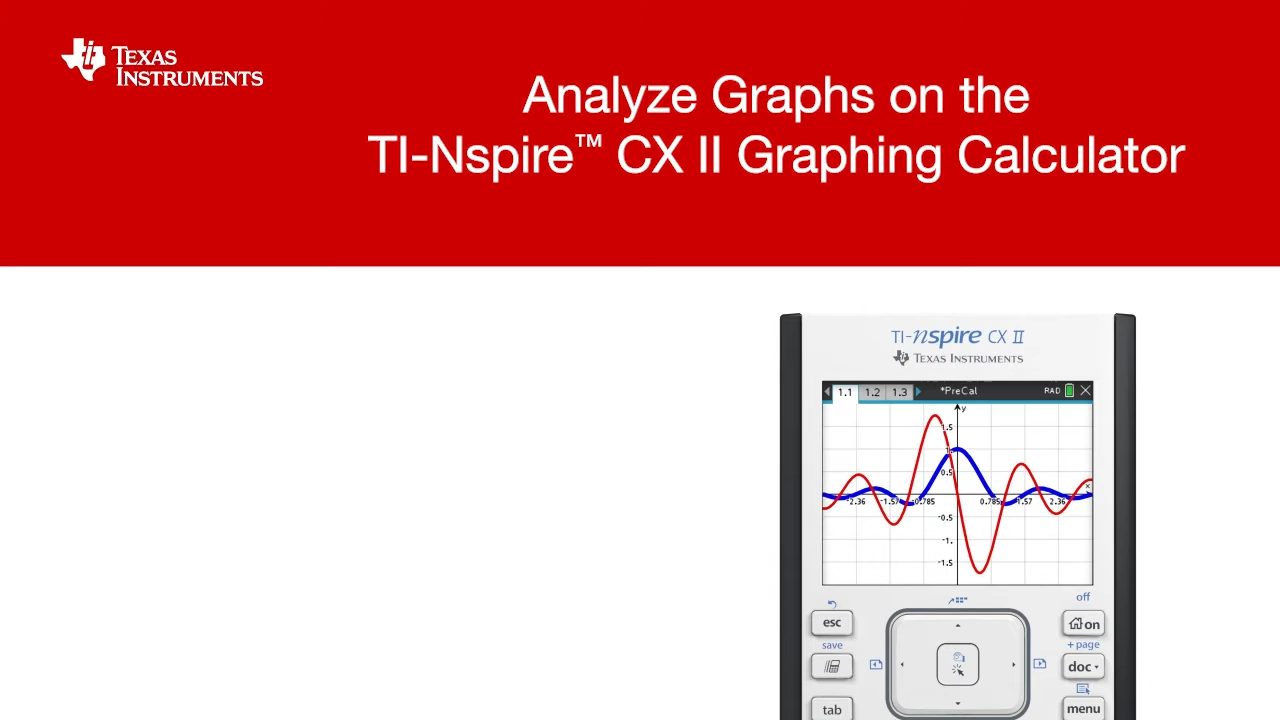 TEXAS
INSTRUMENTS
Analyze Graphs on the
TI-Nspire™ CX II Graphing Calculator
TI-nspire CX II
TEXAS INSTRUMENTS
1.1 1.2 1.3 *PreCal RAD
y
1.5
1
0.5
x
-2.36 -1.57 -0.785 0.785 1.57 2.36
-0.5
-1.
-1.5
off
esc
on
save
+ page
doc
tab
menu